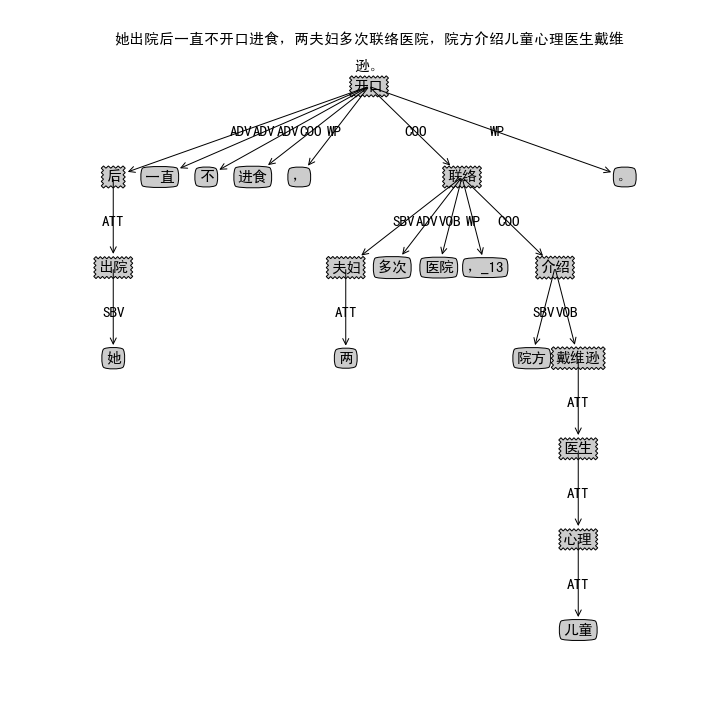 她出院后一直不开口进食，两夫妇多次联络医院，院方介绍儿童心理医生戴维
逊。
开口
ADV ADV ADV COO WP COO WP
后 一直 不 进食 ， 联络 。
ATT SBV ADV VOB WP COO
出院 夫妇 多次 医院 ，_13 介绍
SBV ATT SBV VOB
她 两 院方 戴维逊
ATT
医生
ATT
心理
ATT
儿童